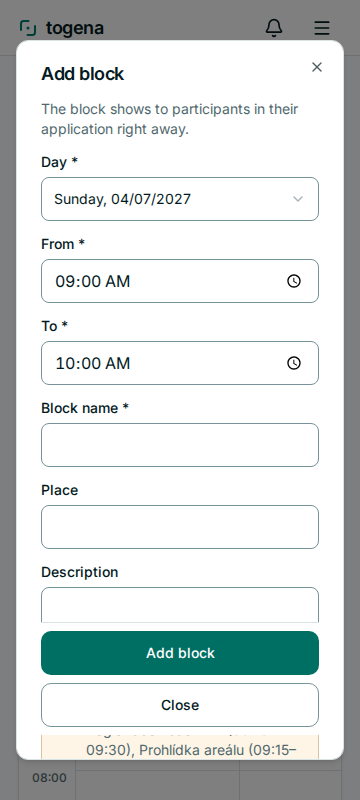 togena
Add block
The block shows to participants in their
application right away.
Day *
Sunday, 04/07/2027
From *
09:00 AM
To *
10:00 AM
Block name *
Place
Description
Add block
Close
09:30), Prohlídka areálu (09:15–
08:00